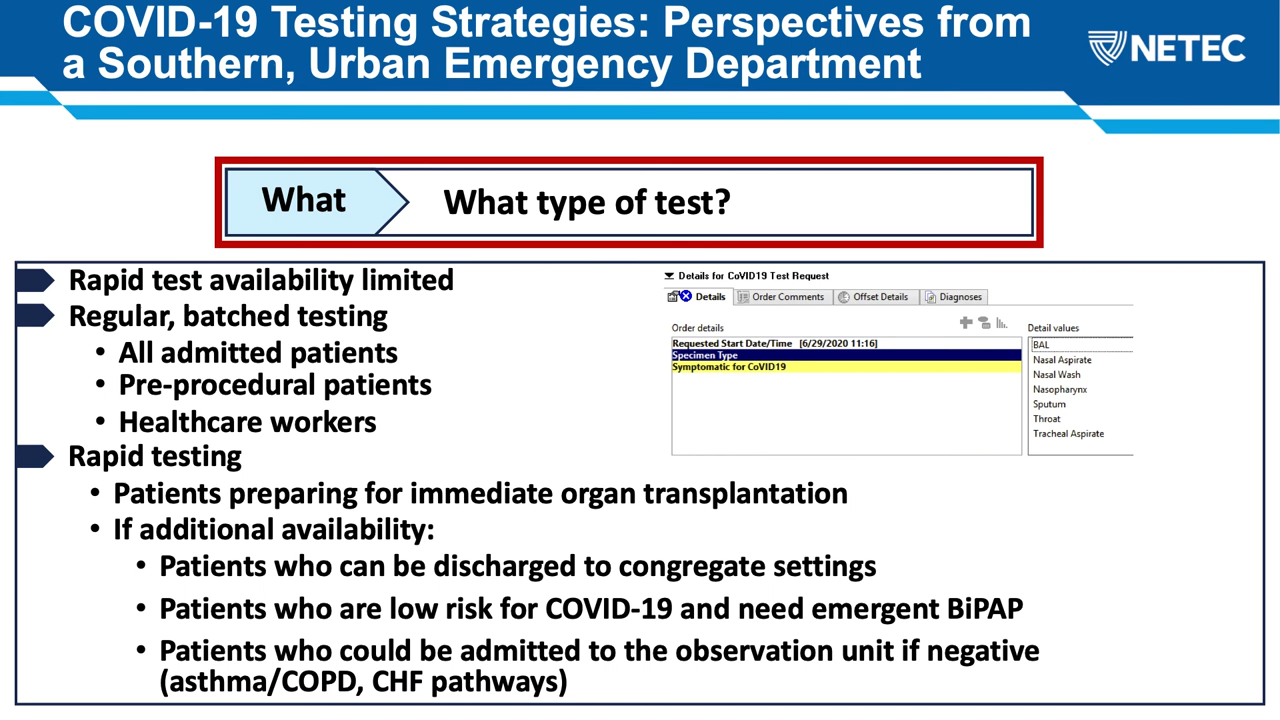 COVID-19 Testing Strategies: Perspectives from
a Southern, Urban Emergency Department
NETEC
What
What type of test?
Rapid test availability limited
Regular, batched testing
• All admitted patients
• Pre-procedural patients
• Healthcare workers
Rapid testing
• Patients preparing for immediate organ transplantation
• If additional availability:
• Patients who can be discharged to congregate settings
• Patients who are low risk for COVID-19 and need emergent BiPAP
• Patients who could be admitted to the observation unit if negative
(asthma/COPD, CHF pathways)
Details for CoVID19 Test Request
Details Order Comments Offset Details Diagnoses
Order details
Requested Start Date/Time [6/29/2020 11:16]
Specimen Type
Symptomatic for CoVID19
Detail values
BAL
Nasal Aspirate
Nasal Wash
Nasopharynx
Sputum
Throat
Tracheal Aspirate